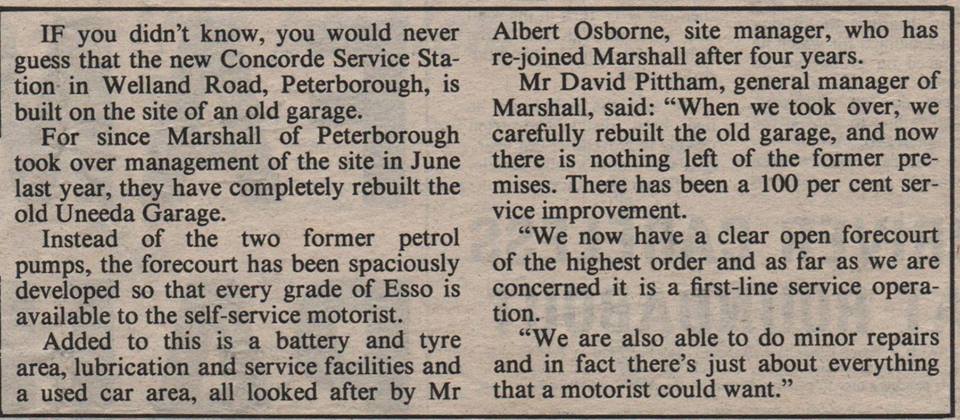 IF you didn't know, you would never
guess that the new Concorde Service Sta-
tion in Welland Road, Peterborough, is
built on the site of an old garage.
For since Marshall of Peterborough
took over management of the site in June
last year, they have completely rebuilt the
old Uneeda Garage.
Instead of the two former petrol
pumps, the forecourt has been spaciously
developed so that every grade of Esso is
available to the self-service motorist.
Added to this is a battery and tyre
area, lubrication and service facilities and
a used car area, all looked after by Mr
Albert Osborne, site manager, who has
re-joined Marshall after four years.
Mr David Pittham, general manager of
Marshall, said: “When we took over, we
carefully rebuilt the old garage, and now
there is nothing left of the former pre-
mises. There has been a 100 per cent ser-
vice improvement.
“We now have a clear open forecourt
of the highest order and as far as we are
concerned it is a first-line service opera-
tion.
“We are also able to do minor repairs
and in fact there's just about everything
that a motorist could want.”